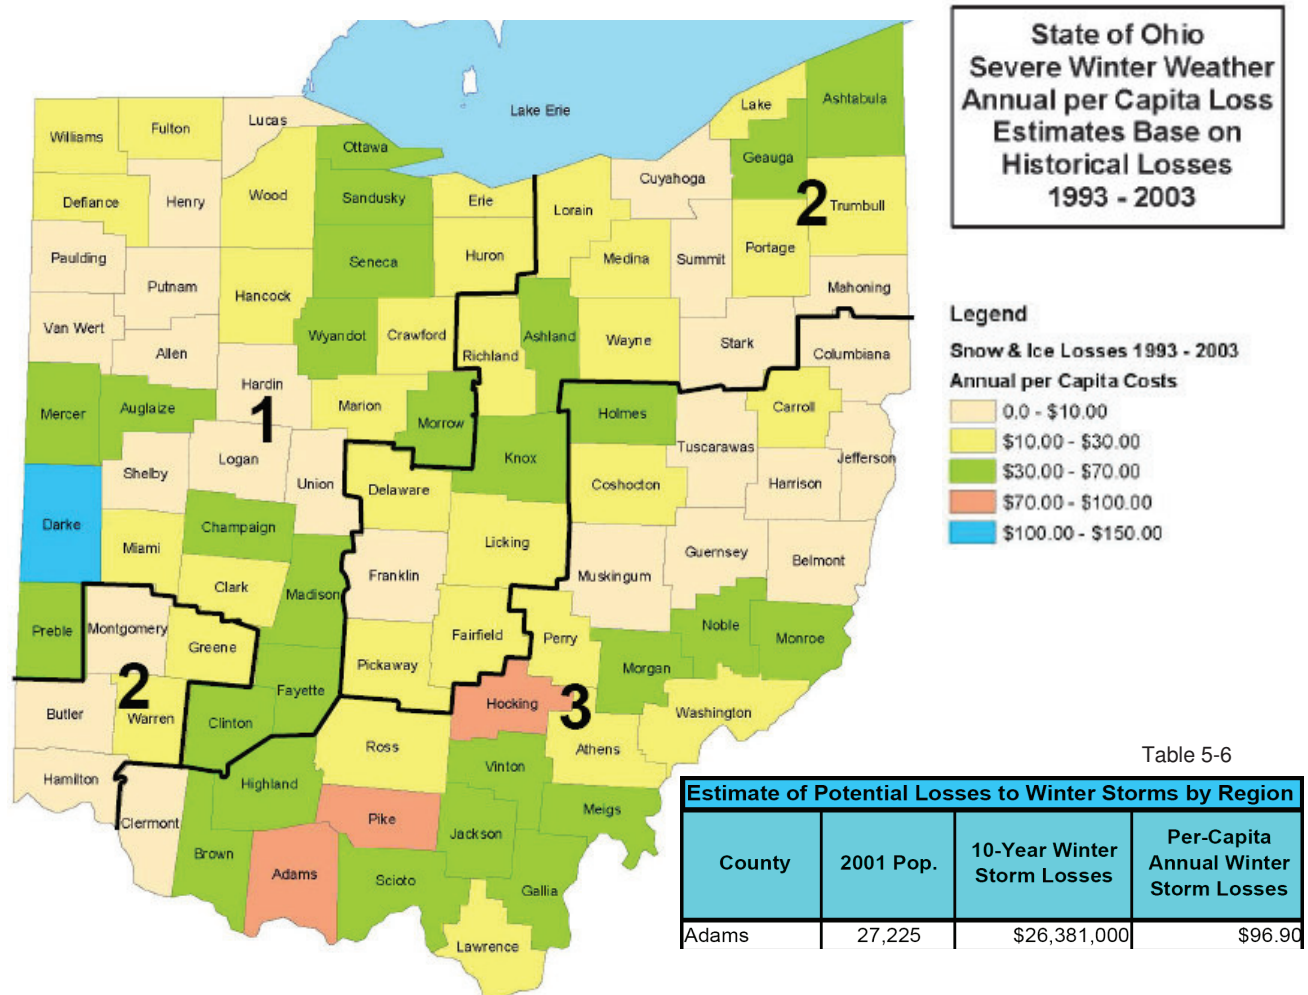 State of Ohio
Severe Winter Weather
Annual per Capita Loss
Estimates Base on
Historical Losses
1993 - 2003
Lake Erie
Lake
Ashtabula
Williams
Fulton
Lucas
Ottawa
Geauga
Cuyahoga
Defiance
Henry
Wood
Sandusky
Erie
Lorain
2
Trumbull
Paulding
Putnam
Hancock
Seneca
Huron
Medina
Summit
Portage
Mahoning
Van Wert
Allen
Wyandot
Crawford
Richland
Ashland
Wayne
Stark
Columbiana
Mercer
Auglaize
Hardin
1
Marion
Morrow
Holmes
Carroll
Tuscarawas
Jefferson
Shelby
Logan
Union
Delaware
Knox
Coshocton
Harrison
Darke
Miami
Champaign
Clark
Madison
Franklin
Licking
Muskingum
Guernsey
Belmont
Preble
Montgomery
Greene
Fayette
Pickaway
Fairfield
Perry
Morgan
Noble
Monroe
2
Butler
Warren
Clinton
Ross
Hocking
3
Athens
Washington
Hamilton
Clermont
Highland
Vinton
Meigs
Pike
Jackson
Brown
Adams
Scioto
Gallia
Lawrence
Legend
Snow & Ice Losses 1993 - 2003
Annual per Capita Costs
0.0 - $10.00
$10.00 - $30.00
$30.00 - $70.00
$70.00 - $100.00
$100.00 - $150.00
Table 5-6
Estimate of Potential Losses to Winter Storms by Region
County
2001 Pop.
10-Year Winter
Storm Losses
Per-Capita
Annual Winter
Storm Losses
Adams 27,225 $26,381,000 $96.90